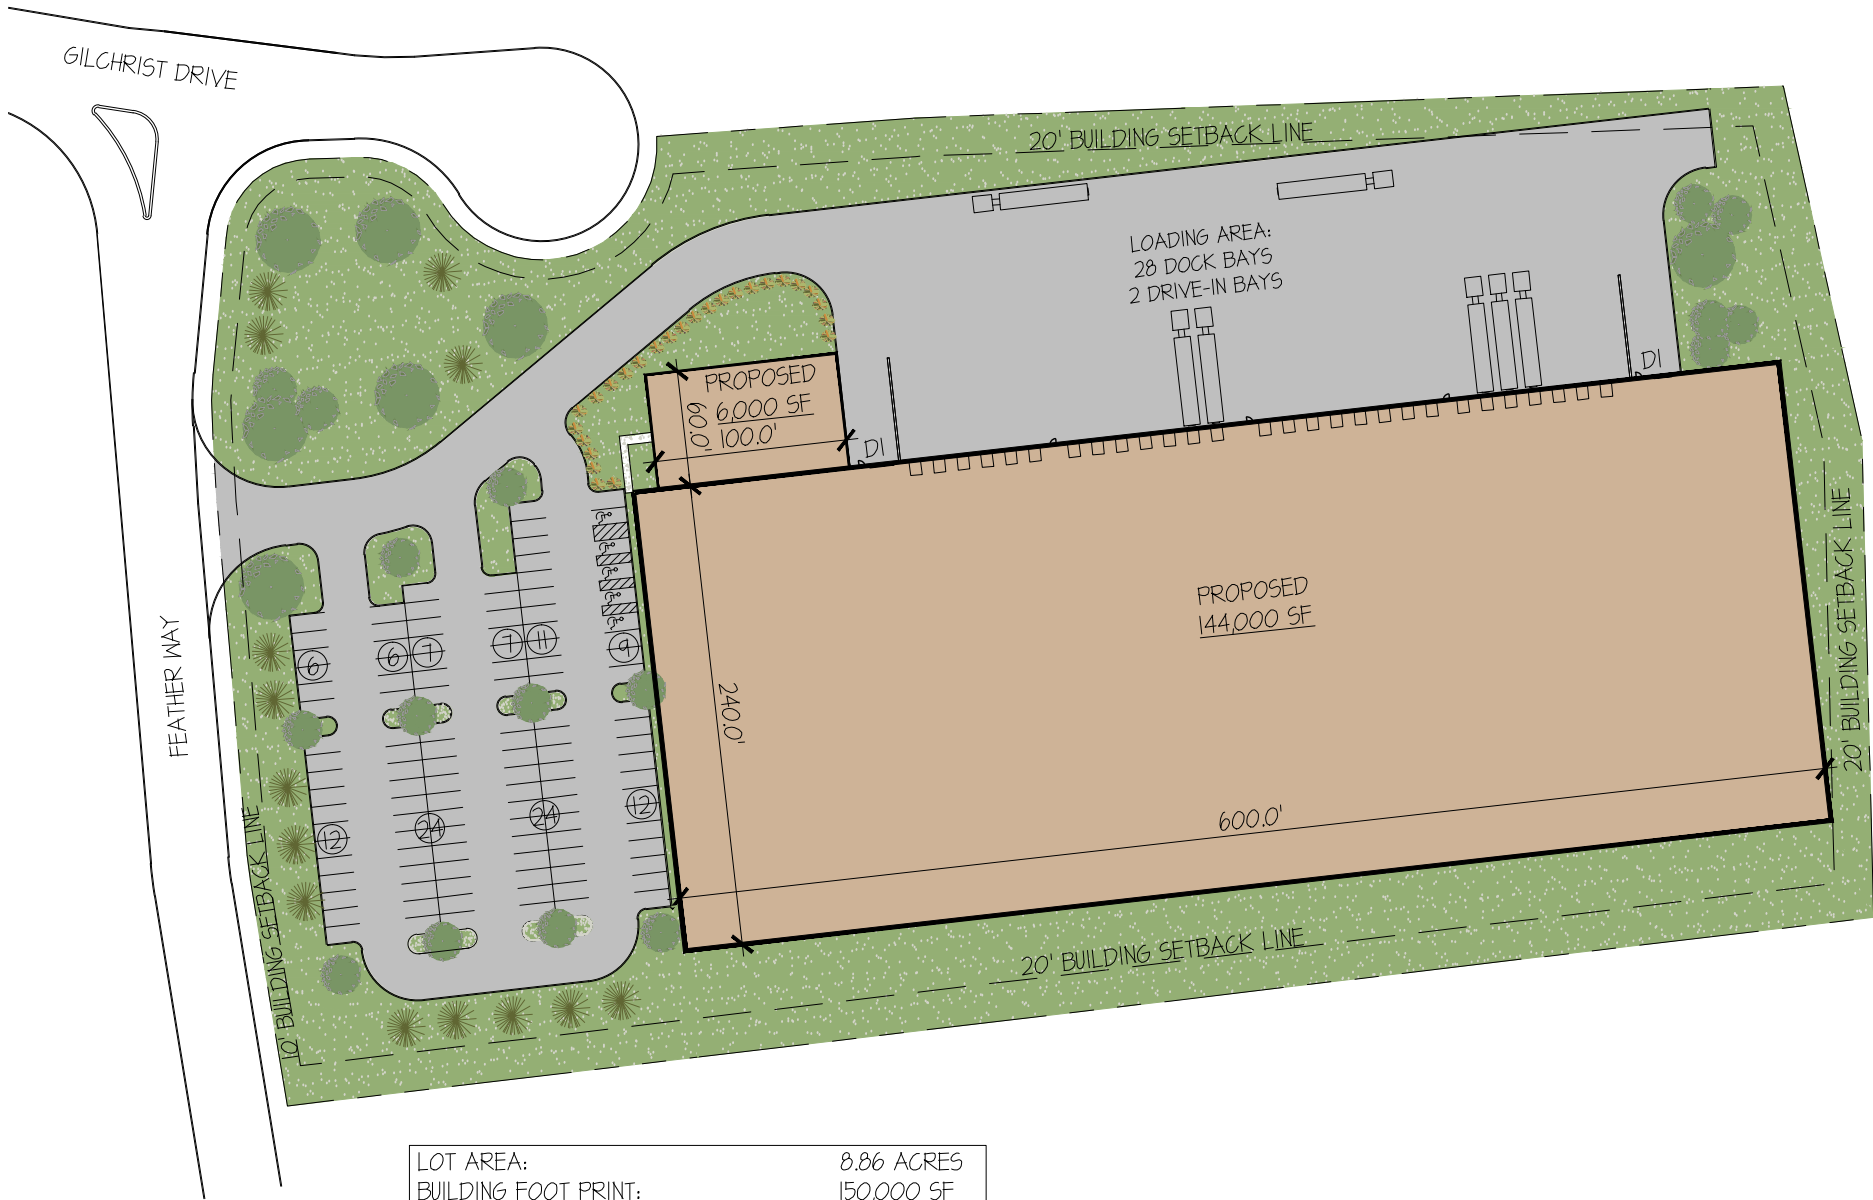 GILCHRIST DRIVE
20' BUILDING SETBACK LINE
LOADING AREA:
28 DOCK BAYS
2 DRIVE-IN BAYS
DI
PROPOSED
6,000 SF
100.0'
60.0'
DI
PROPOSED
144,000 SF
240.0'
600.0'
6
6
7
7
11
9
12
24
24
12
FEATHER WAY
10' BUILDING SETBACK LINE
20' BUILDING SETBACK LINE
20' BUILDING SETBACK LINE
LOT AREA: 8.86 ACRES
BUILDING FOOT PRINT: 150,000 SF